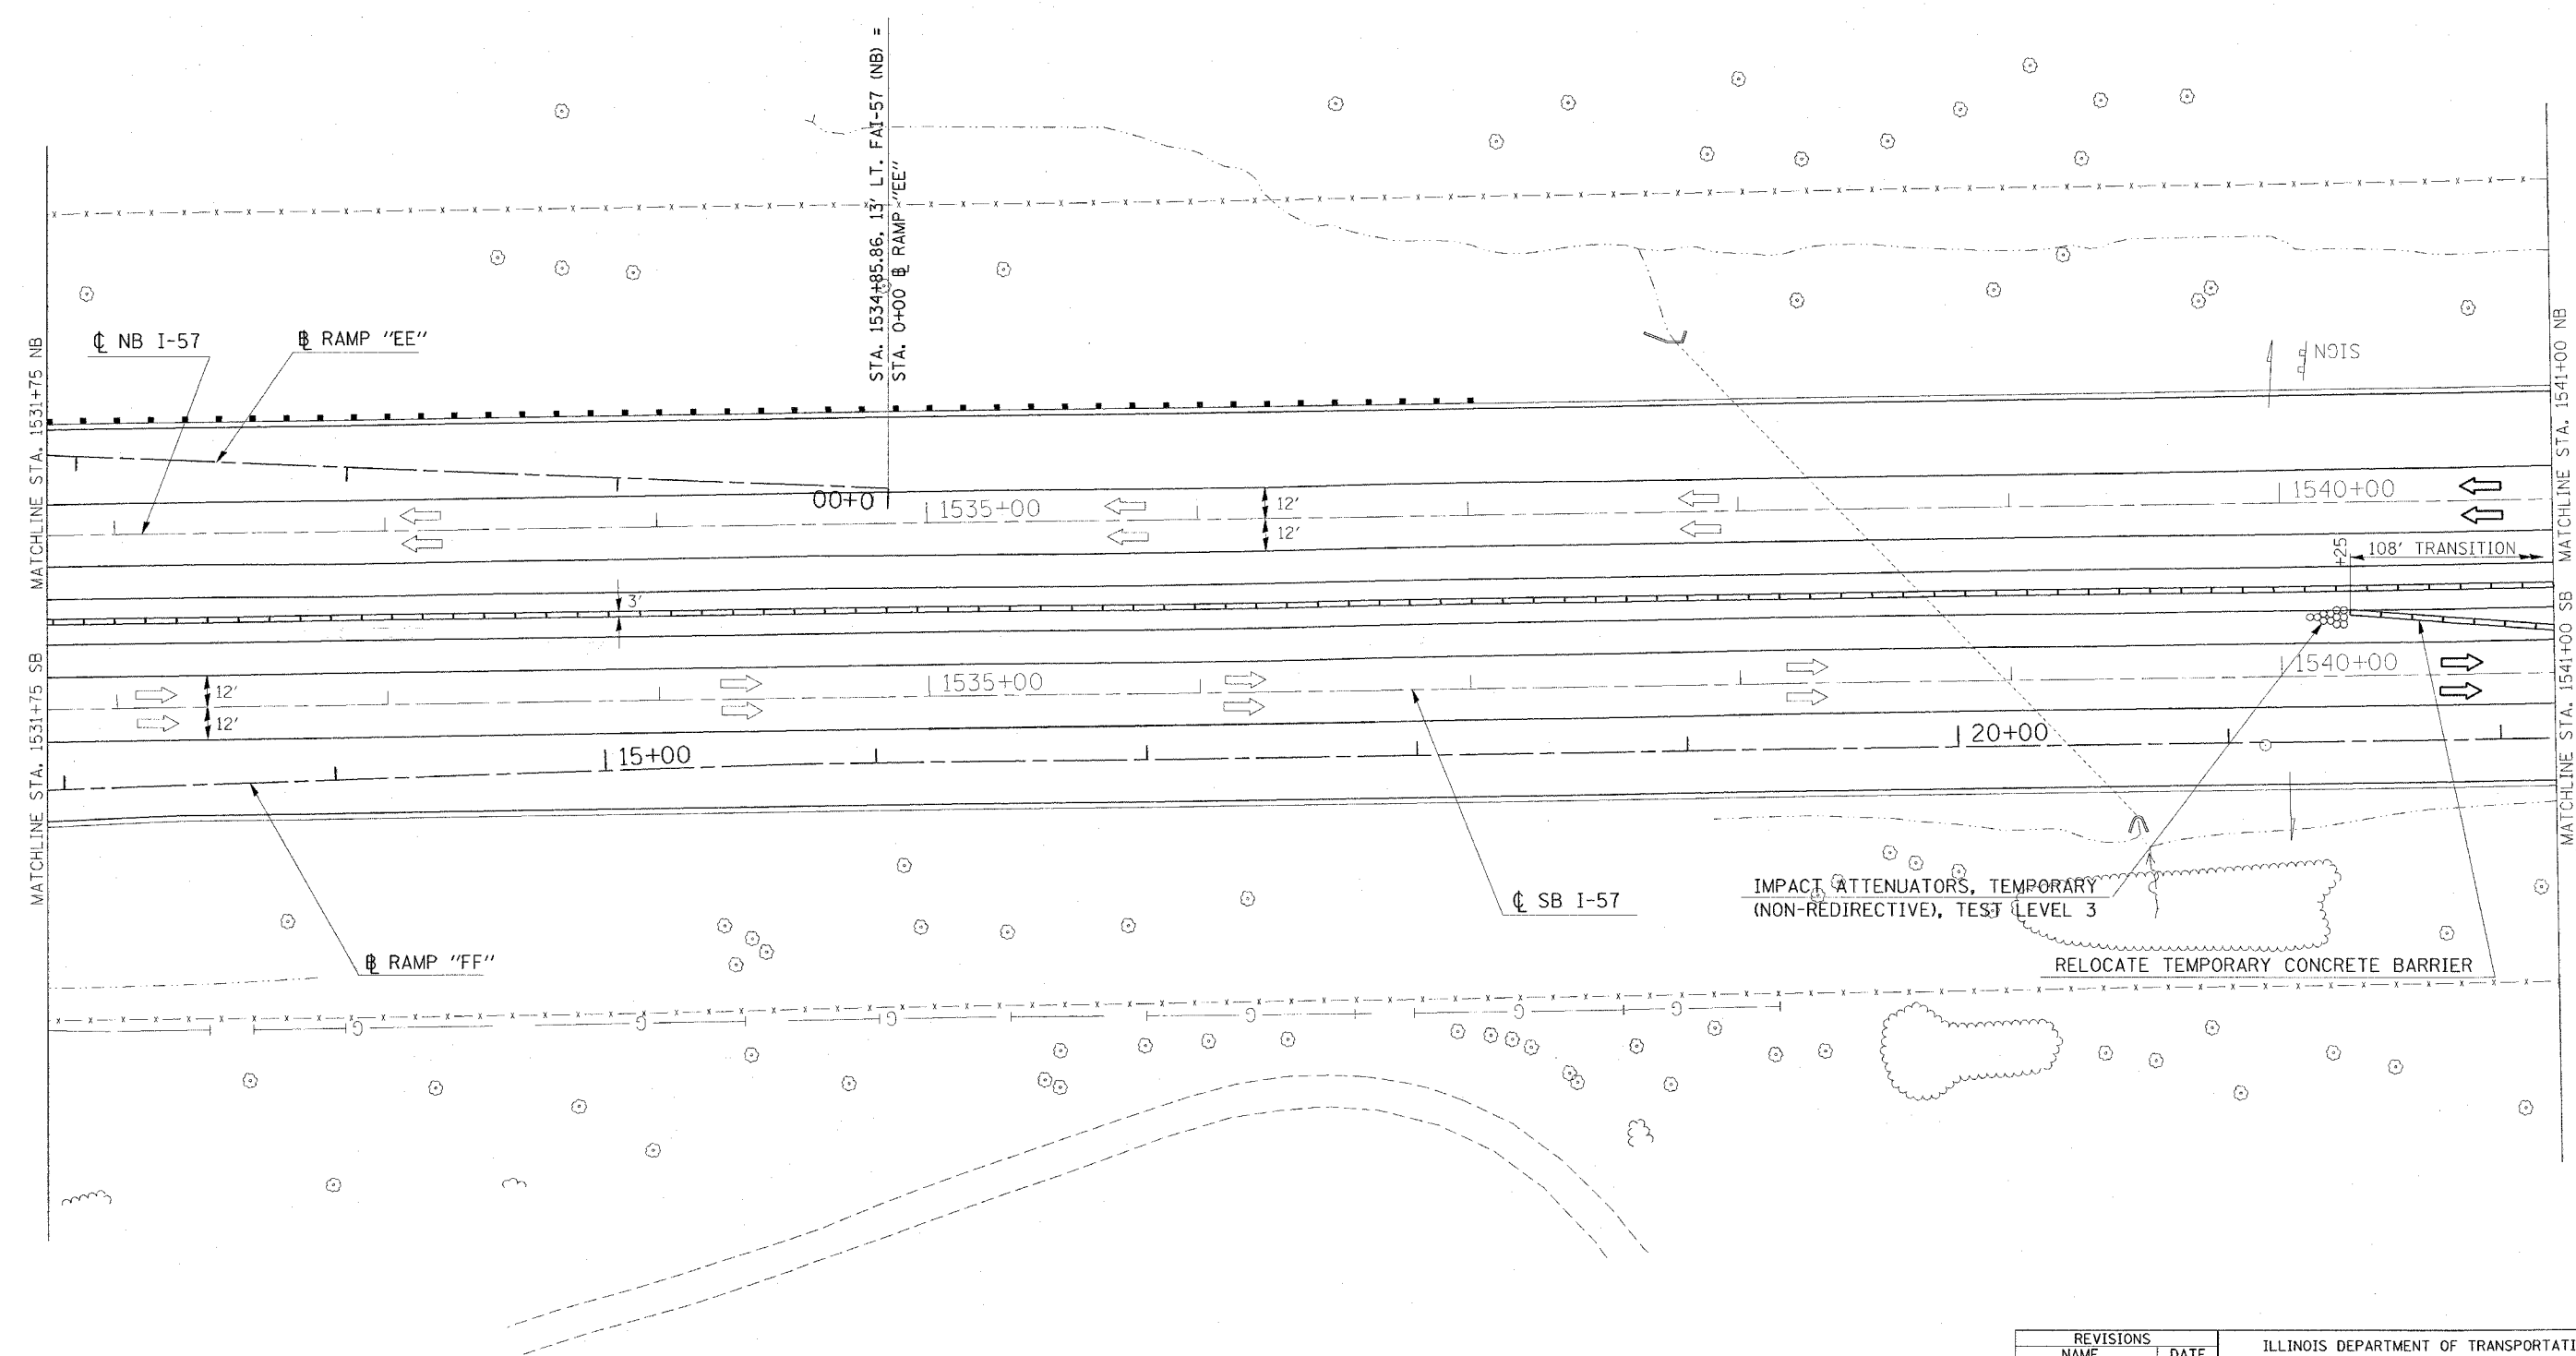 STA. 1534+85.86, 13' LT. FAI-57 (NB) =
STA. 0+00 ⅊ RAMP "EE"
MATCHLINE STA. 1531+75 NB
℄ NB I-57
⅊ RAMP "EE"
SIGN
MATCHLINE STA. 1541+00 NB
0+00
1535+00
12'
12'
1540+00
+25
108' TRANSITION
3'
MATCHLINE STA. 1531+75 SB
12'
12'
1535+00
1540+00
MATCHLINE STA. 1541+00 SB
15+00
20+00
℄ SB I-57
IMPACT ATTENUATORS, TEMPORARY
(NON-REDIRECTIVE), TEST LEVEL 3
⅊ RAMP "FF"
RELOCATE TEMPORARY CONCRETE BARRIER
G G G G G G
REVISIONS
NAME DATE
ILLINOIS DEPARTMENT OF TRANSPORTATI